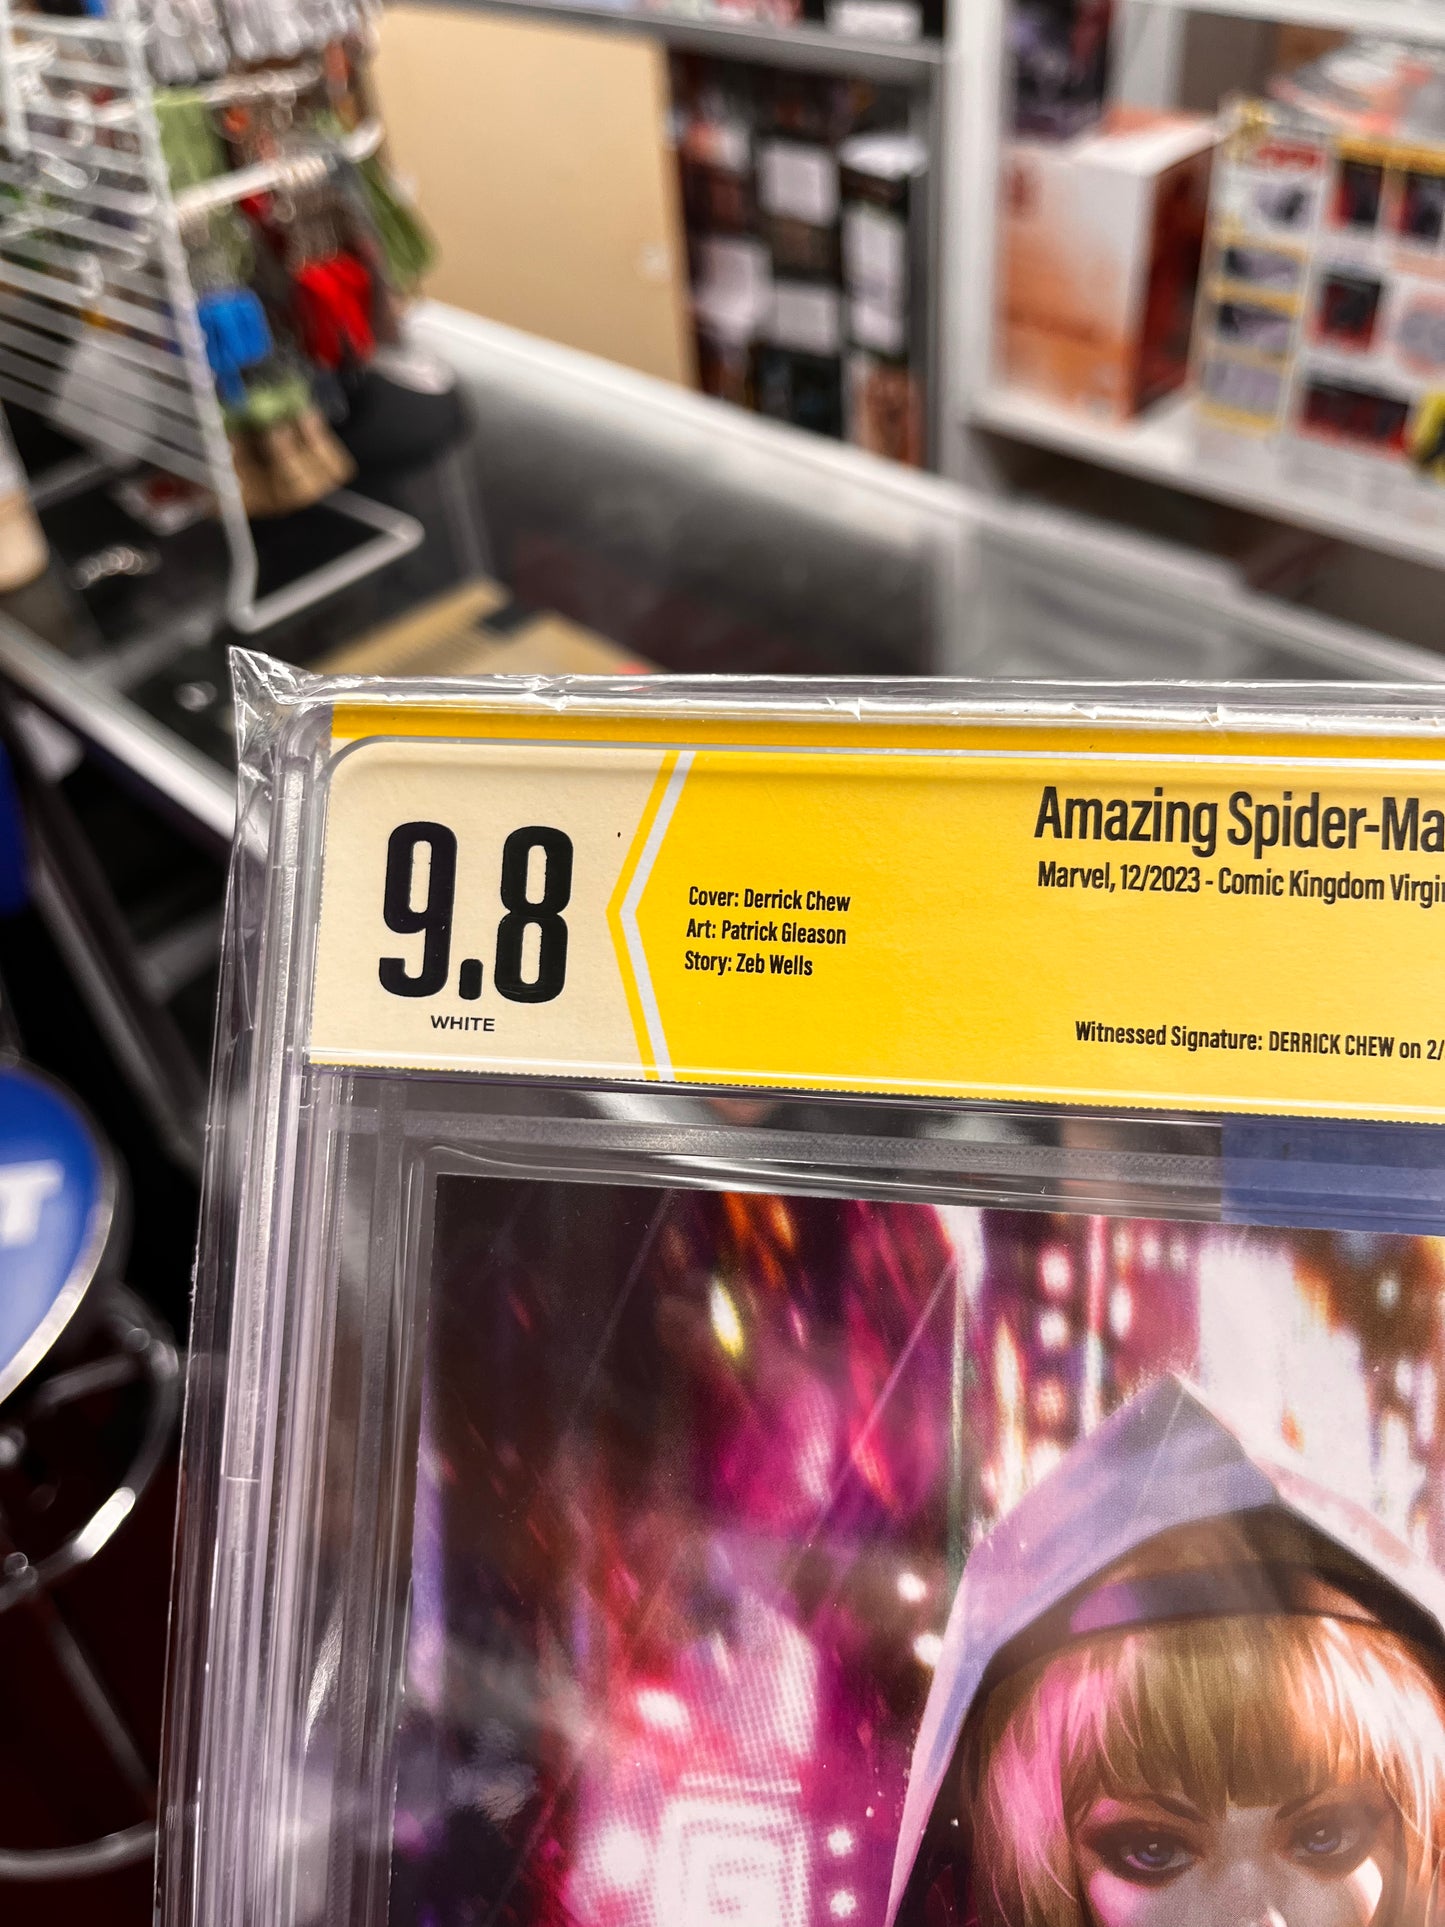 9.8
WHITE
Cover: Derrick Chew
Art: Patrick Gleason
Story: Zeb Wells
Amazing Spider-Ma
Marvel, 12/2023 - Comic Kingdom Virgin
Witnessed Signature: DERRICK CHEW on 2/
T